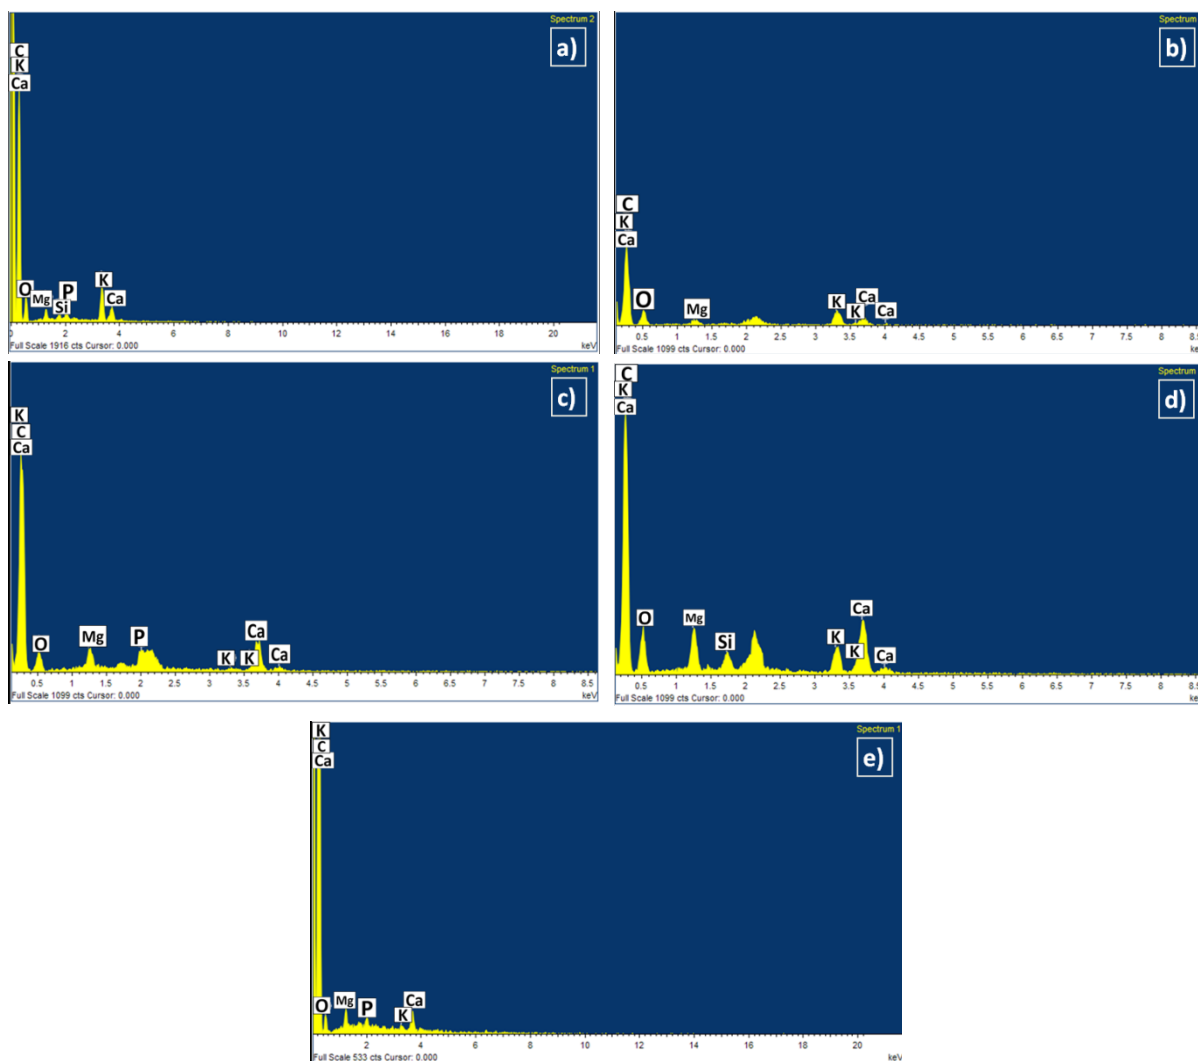 Spectrum 2
a)
C
K
Ca
O
Mg
Si
P
K
Ca
0 2 4 6 8 10 12 14 16 18 20
Full Scale 1916 cts Cursor: 0.000 keV
Spectrum
b)
C
K
Ca
O
Mg
K
K
Ca
Ca
0.5 1 1.5 2 2.5 3 3.5 4 4.5 5 5.5 6 6.5 7 7.5 8 8.5
Full Scale 1099 cts Cursor: 0.000 ke
Spectrum 1
c)
K
C
Ca
O
Mg
P
K
K
Ca
Ca
0.5 1 1.5 2 2.5 3 3.5 4 4.5 5 5.5 6 6.5 7 7.5 8 8.5
Full Scale 1099 cts Cursor: 0.000 keV
Spectrum
d)
C
K
Ca
O
Mg
Si
K
K
Ca
Ca
0.5 1 1.5 2 2.5 3 3.5 4 4.5 5 5.5 6 6.5 7 7.5 8 8.5
Full Scale 1099 cts Cursor: 0.000 ke
Spectrum 1
e)
K
C
Ca
O
Mg
P
K
Ca
2 4 6 8 10 12 14 16 18 20
Full Scale 533 cts Cursor: 0.000 keV